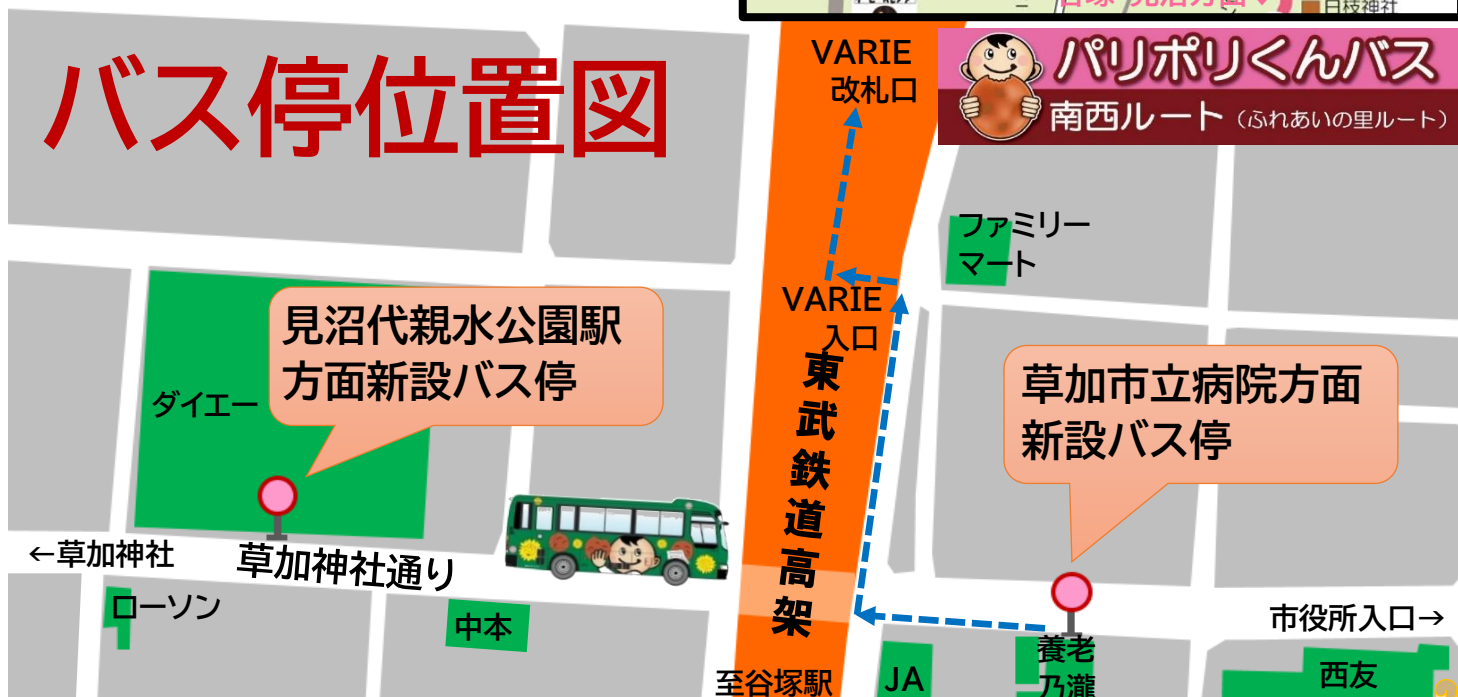 日枝神社
バス停位置図
VARIE
改札口
パリポリくんバス
南西ルート（ふれあいの里ルート）
ファミリー
マート
VARIE
入口
見沼代親水公園駅
方面新設バス停
ダイエー
東武鉄道高架
草加市立病院方面
新設バス停
←草加神社
草加神社通り
ローソン
中本
市役所入口→
養老
乃瀧
西友
JA
至谷塚駅